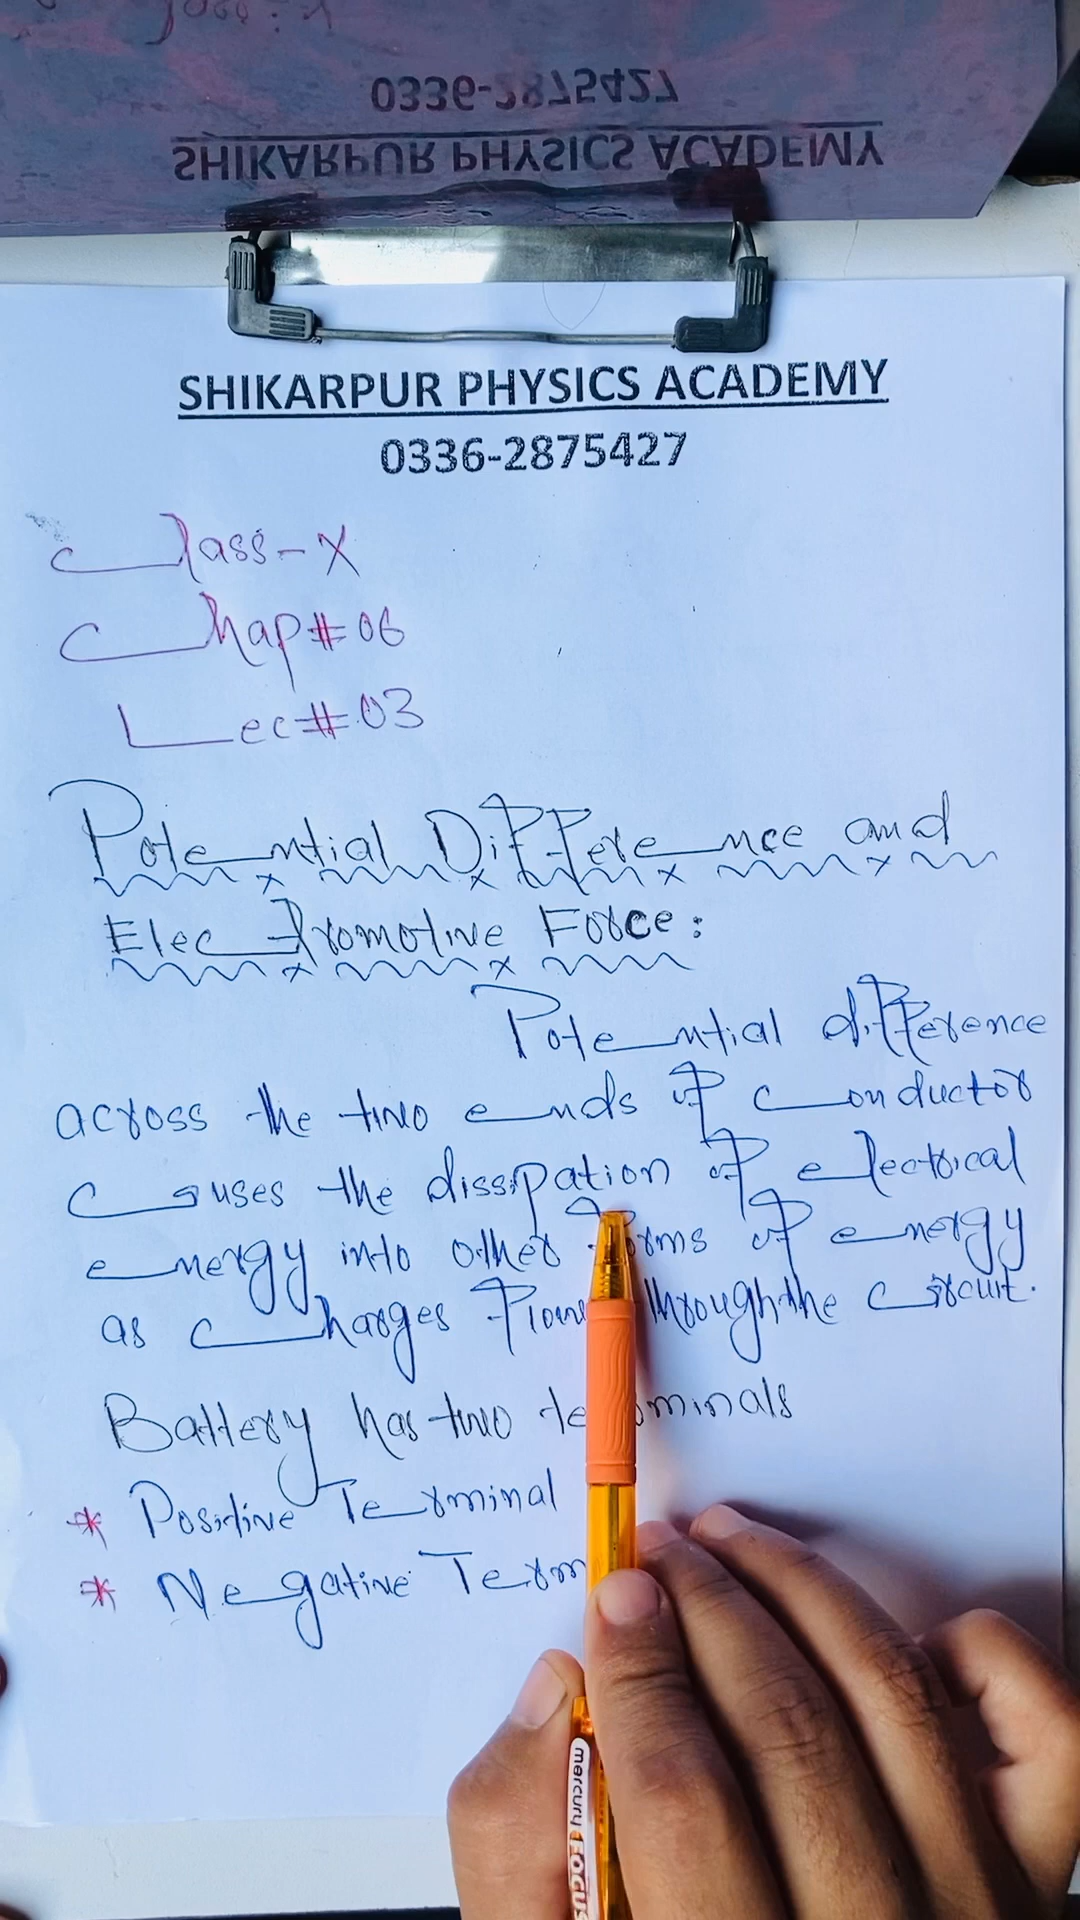 0336-2875427
SHIKARPUR PHYSICS ACADEMY
SHIKARPUR PHYSICS ACADEMY
0336-2875427
Class-X
Chap#06
Lec#03
Potential Difference and
Electromotive Force:
Potential difference
across the two ends of conductor
causes the dissipation of electrical
energy into other forms of energy
as charges flows through the circuit.
Battery has two terminals
* Positive Terminal
* Negative Term
mercury FOCUS